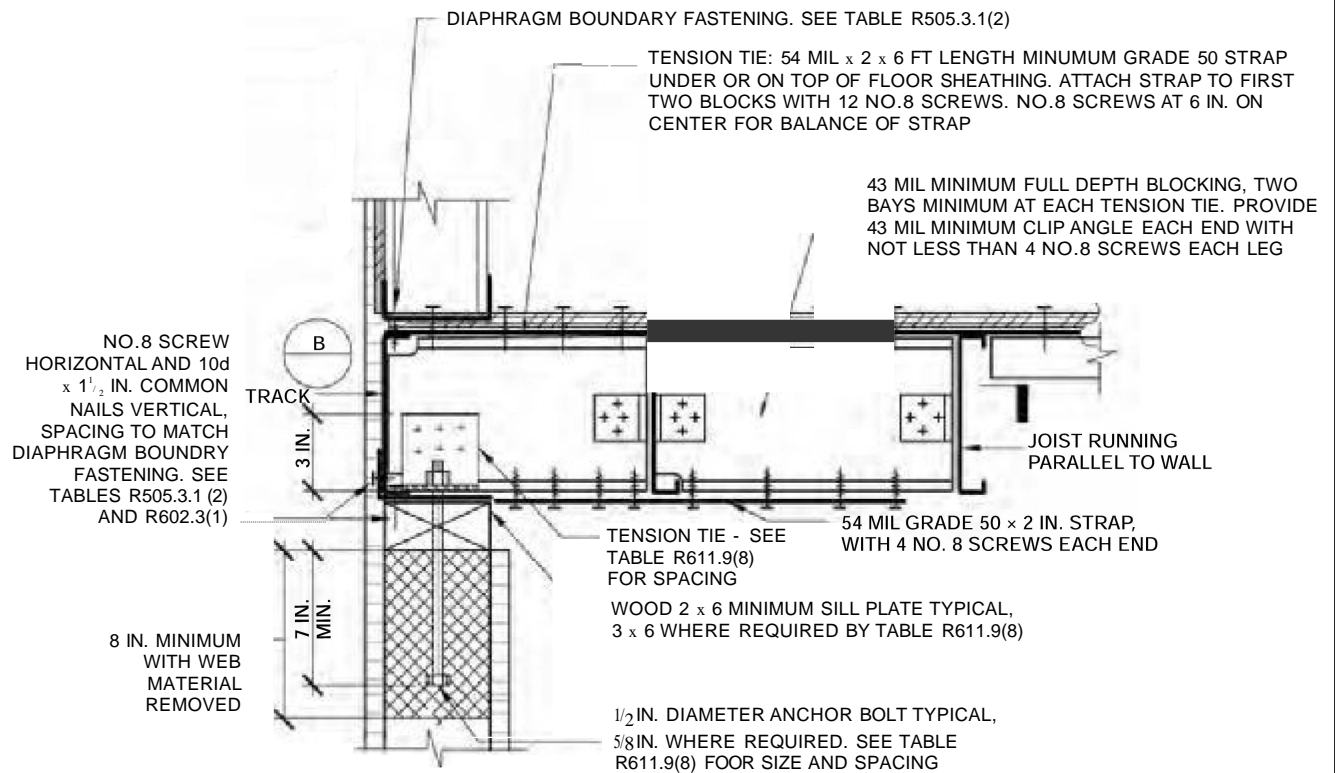 DIAPHRAGM BOUNDARY FASTENING. SEE TABLE R505.3.1(2)
TENSION TIE: 54 MIL x 2 x 6 FT LENGTH MINUMUM GRADE 50 STRAP
UNDER OR ON TOP OF FLOOR SHEATHING. ATTACH STRAP TO FIRST
TWO BLOCKS WITH 12 NO.8 SCREWS. NO.8 SCREWS AT 6 IN. ON
CENTER FOR BALANCE OF STRAP
43 MIL MINIMUM FULL DEPTH BLOCKING, TWO
BAYS MINIMUM AT EACH TENSION TIE. PROVIDE
43 MIL MINIMUM CLIP ANGLE EACH END WITH
NOT LESS THAN 4 NO.8 SCREWS EACH LEG
NO.8 SCREW
HORIZONTAL AND 10d
x 1 1/2 IN. COMMON
NAILS VERTICAL,
SPACING TO MATCH
DIAPHRAGM BOUNDRY
FASTENING. SEE
TABLES R505.3.1 (2)
AND R602.3(1)
B
TRACK
3 IN.
JOIST RUNNING
PARALLEL TO WALL
54 MIL GRADE 50 × 2 IN. STRAP,
WITH 4 NO. 8 SCREWS EACH END
TENSION TIE - SEE
TABLE R611.9(8)
FOR SPACING
WOOD 2 x 6 MINIMUM SILL PLATE TYPICAL,
3 x 6 WHERE REQUIRED BY TABLE R611.9(8)
7 IN.
MIN.
8 IN. MINIMUM
WITH WEB
MATERIAL
REMOVED
1/2 IN. DIAMETER ANCHOR BOLT TYPICAL,
5/8 IN. WHERE REQUIRED. SEE TABLE
R611.9(8) FOOR SIZE AND SPACING